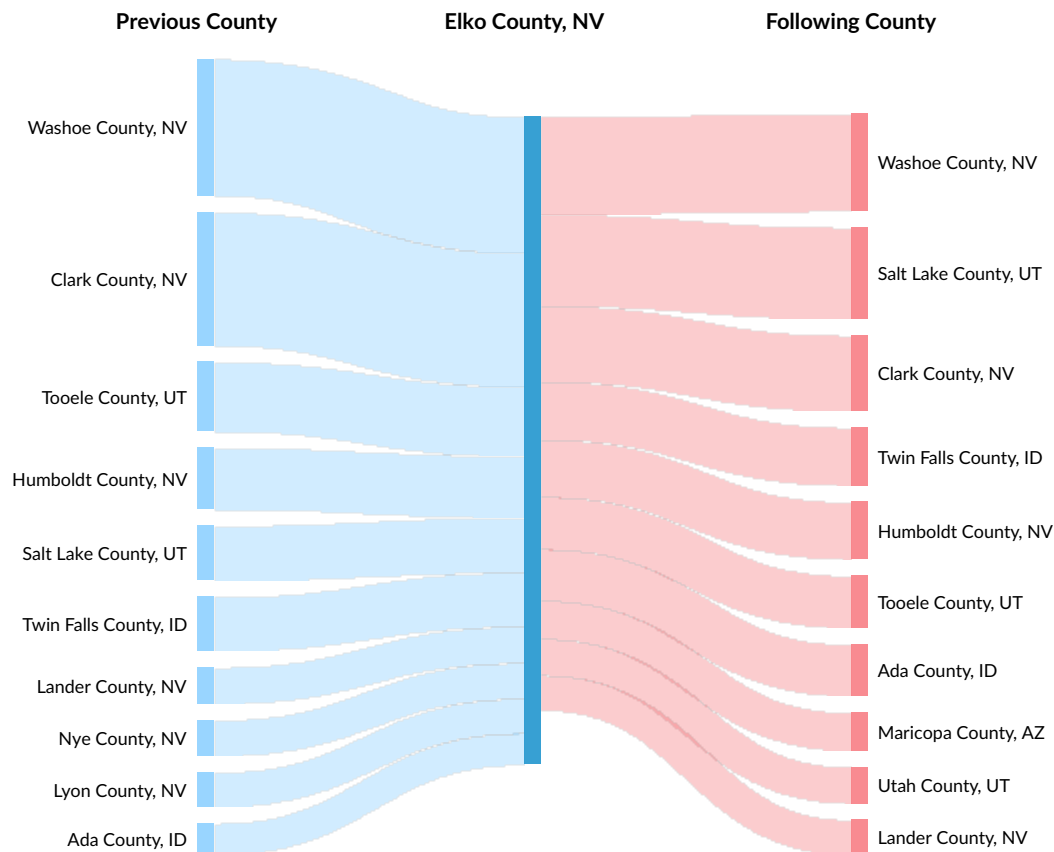 Previous County
Elko County, NV
Following County
Washoe County, NV
Clark County, NV
Tooele County, UT
Humboldt County, NV
Salt Lake County, UT
Twin Falls County, ID
Lander County, NV
Nye County, NV
Lyon County, NV
Ada County, ID
Washoe County, NV
Salt Lake County, UT
Clark County, NV
Twin Falls County, ID
Humboldt County, NV
Tooele County, UT
Ada County, ID
Maricopa County, AZ
Utah County, UT
Lander County, NV